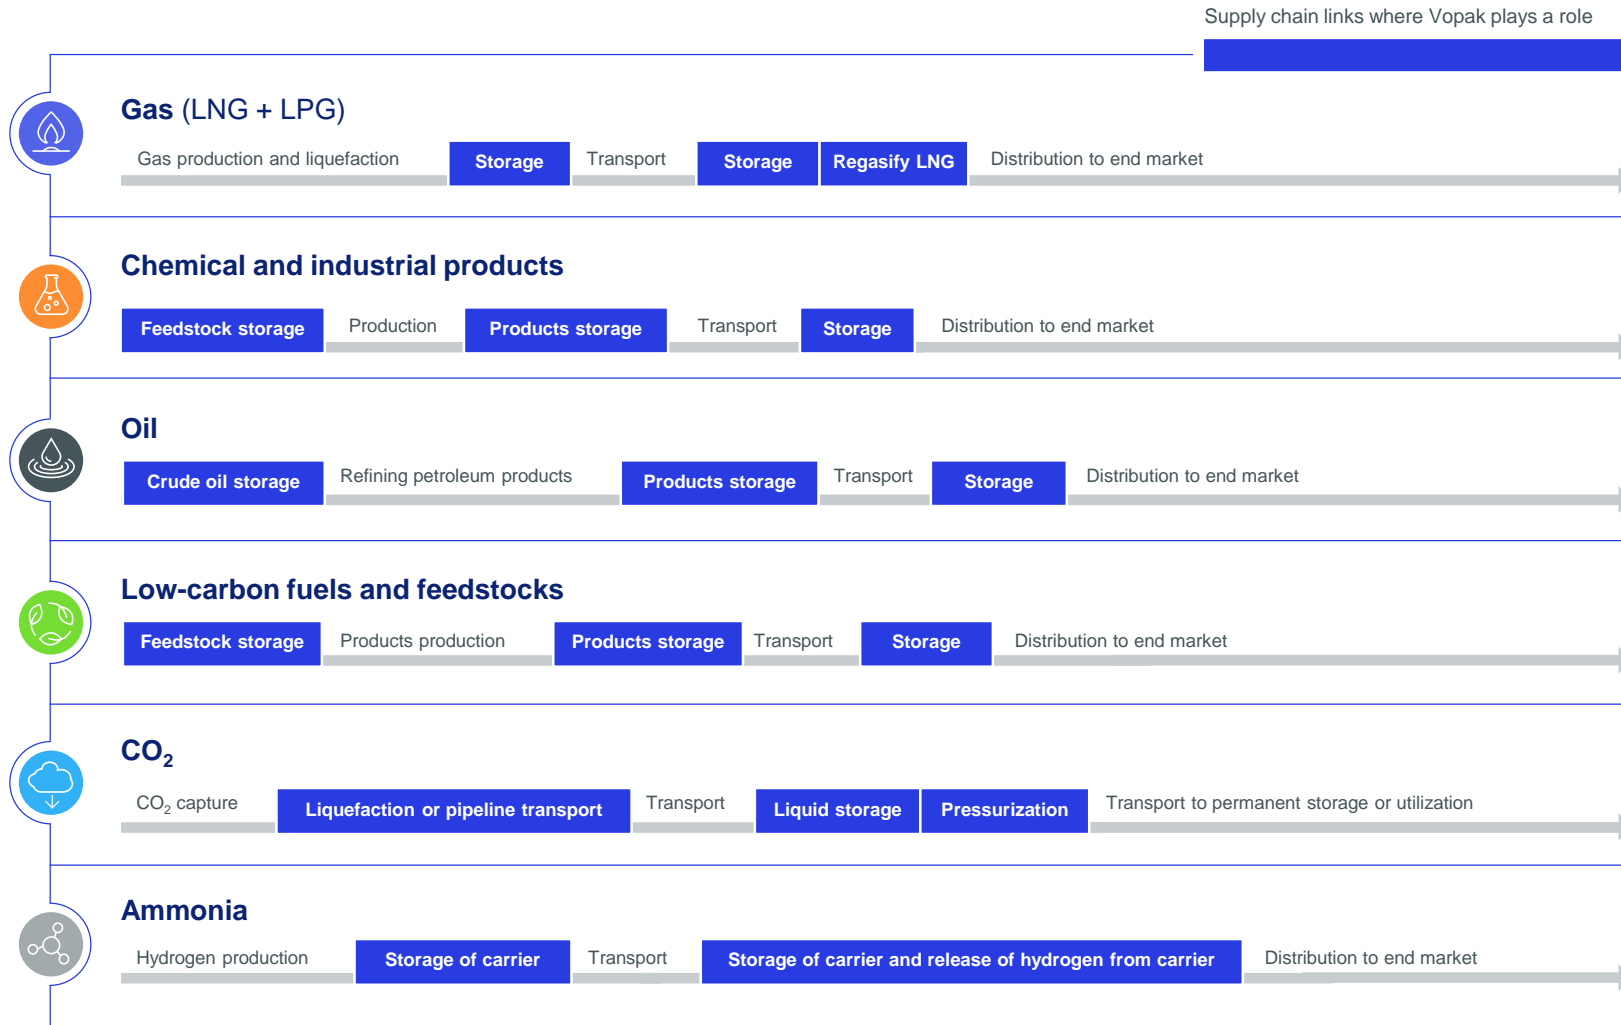 Supply chain links where Vopak plays a role
Gas (LNG + LPG)
Gas production and liquefaction Storage Transport Storage Regasify LNG Distribution to end market
Chemical and industrial products
Feedstock storage Production Products storage Transport Storage Distribution to end market
Oil
Crude oil storage Refining petroleum products Products storage Transport Storage Distribution to end market
Low-carbon fuels and feedstocks
Feedstock storage Products production Products storage Transport Storage Distribution to end market
CO₂
CO₂ capture Liquefaction or pipeline transport Transport Liquid storage Pressurization Transport to permanent storage or utilization
Ammonia
Hydrogen production Storage of carrier Transport Storage of carrier and release of hydrogen from carrier Distribution to end market